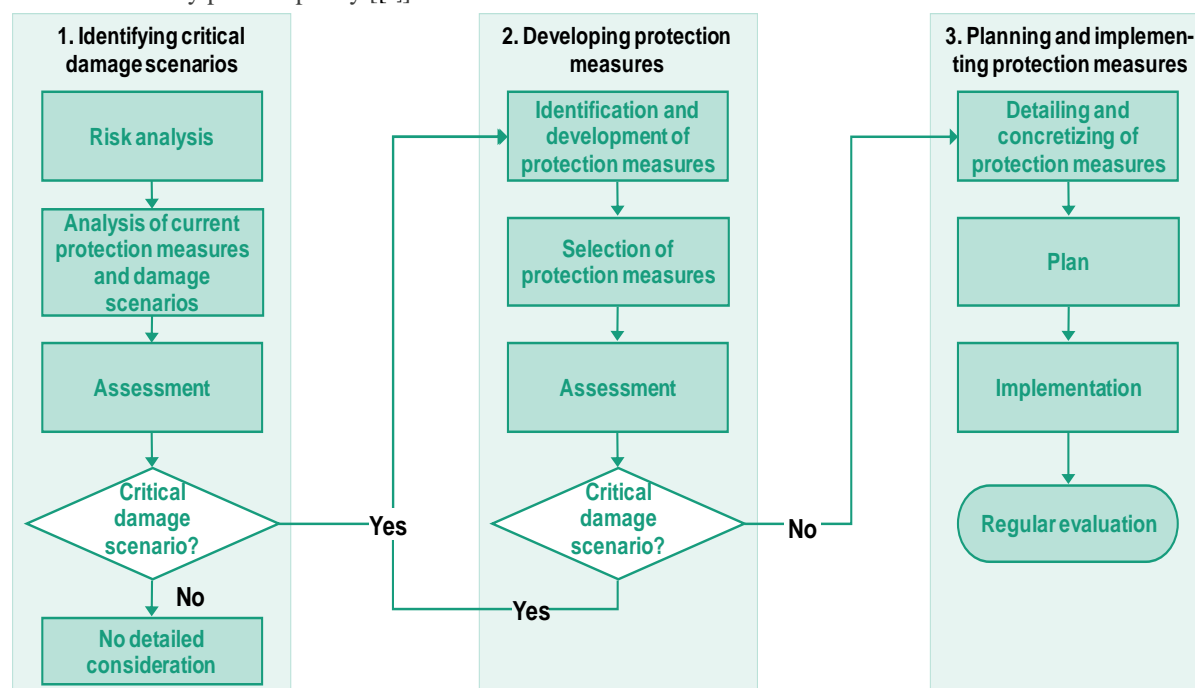 1. Identifying critical
damage scenarios
Risk analysis
Analysis of current
protection measures
and damage
scenarios
Assessment
Critical
damage
scenario?
No
No detailed
consideration
Yes
2. Developing protection
measures
Identification and
development of
protection measures
Selection of
protection measures
Assessment
Critical
damage
scenario?
Yes
No
3. Planning and implemen-
ting protection measures
Detailing and
concretizing of
protection measures
Plan
Implementation
Regular evaluation